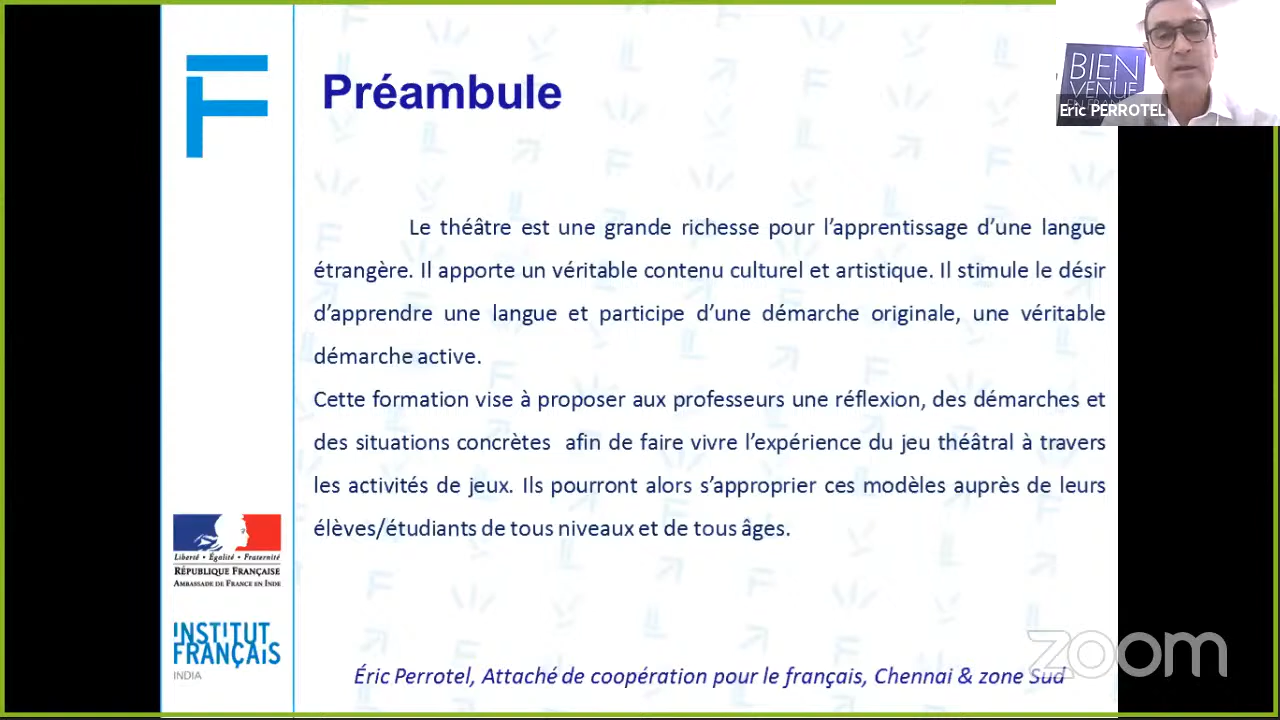 Préambule
Le théâtre est une grande richesse pour l’apprentissage d’une langue
étrangère. Il apporte un véritable contenu culturel et artistique. Il stimule le désir
d’apprendre une langue et participe d’une démarche originale, une véritable
démarche active.
Cette formation vise à proposer aux professeurs une réflexion, des démarches et
des situations concrètes afin de faire vivre l’expérience du jeu théâtral à travers
les activités de jeux. Ils pourront alors s’approprier ces modèles auprès de leurs
élèves/étudiants de tous niveaux et de tous âges.
Éric Perrotel, Attaché de coopération pour le français, Chennai & zone Sud
F
Liberté • Égalité • Fraternité
RÉPUBLIQUE FRANÇAISE
AMBASSADE DE FRANCE EN INDE
INSTITUT
FRANÇAIS
INDIA
BIEN
VENUE
EN FRANCE
Eric PERROTEL
zoom